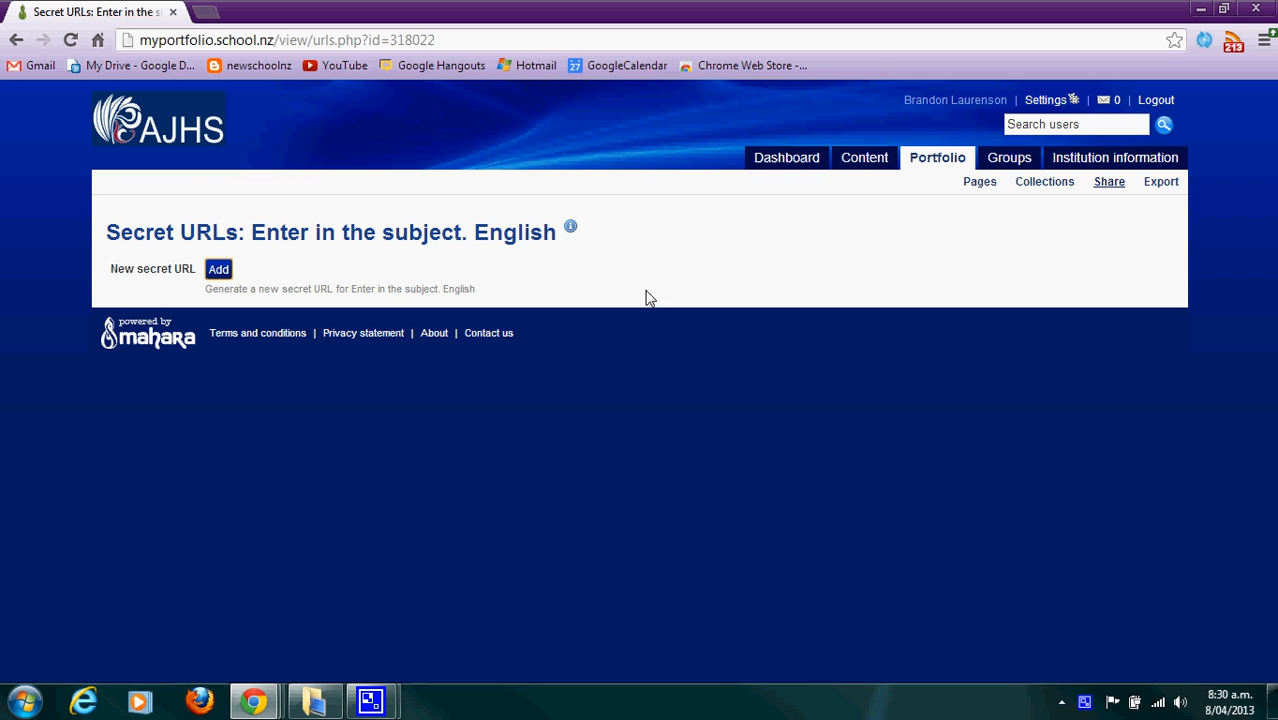 Secret URLs: Enter in the s
myportfolio.school.nz/view/urls.php?id=318022
213
Gmail My Drive - Google D... newschoolnz YouTube Google Hangouts Hotmail 27 GoogleCalendar Chrome Web Store -...
Brandon Laurenson | Settings | 0 | Logout
AJHS
Search users
Dashboard Content Portfolio Groups Institution information
Pages Collections Share Export
Secret URLs: Enter in the subject. English
New secret URL Add
Generate a new secret URL for Enter in the subject. English
powered by
mahara
Terms and conditions | Privacy statement | About | Contact us
8:30 a.m.
8/04/2013